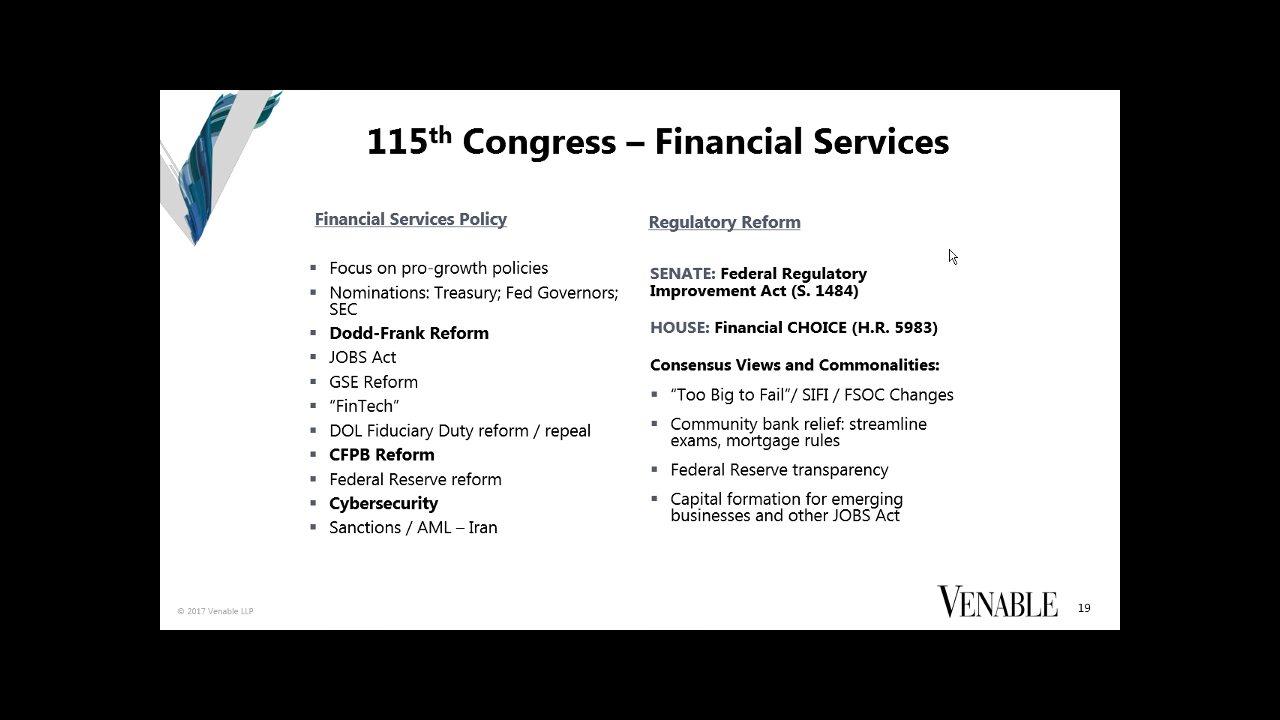 115th Congress – Financial Services
Financial Services Policy
▪ Focus on pro-growth policies
▪ Nominations: Treasury; Fed Governors;
SEC
▪ Dodd-Frank Reform
▪ JOBS Act
▪ GSE Reform
▪ “FinTech”
▪ DOL Fiduciary Duty reform / repeal
▪ CFPB Reform
▪ Federal Reserve reform
▪ Cybersecurity
▪ Sanctions / AML – Iran
Regulatory Reform
SENATE: Federal Regulatory
Improvement Act (S. 1484)
HOUSE: Financial CHOICE (H.R. 5983)
Consensus Views and Commonalities:
▪ “Too Big to Fail”/ SIFI / FSOC Changes
▪ Community bank relief: streamline
exams, mortgage rules
▪ Federal Reserve transparency
▪ Capital formation for emerging
businesses and other JOBS Act
© 2017 Venable LLP
VENABLE
19